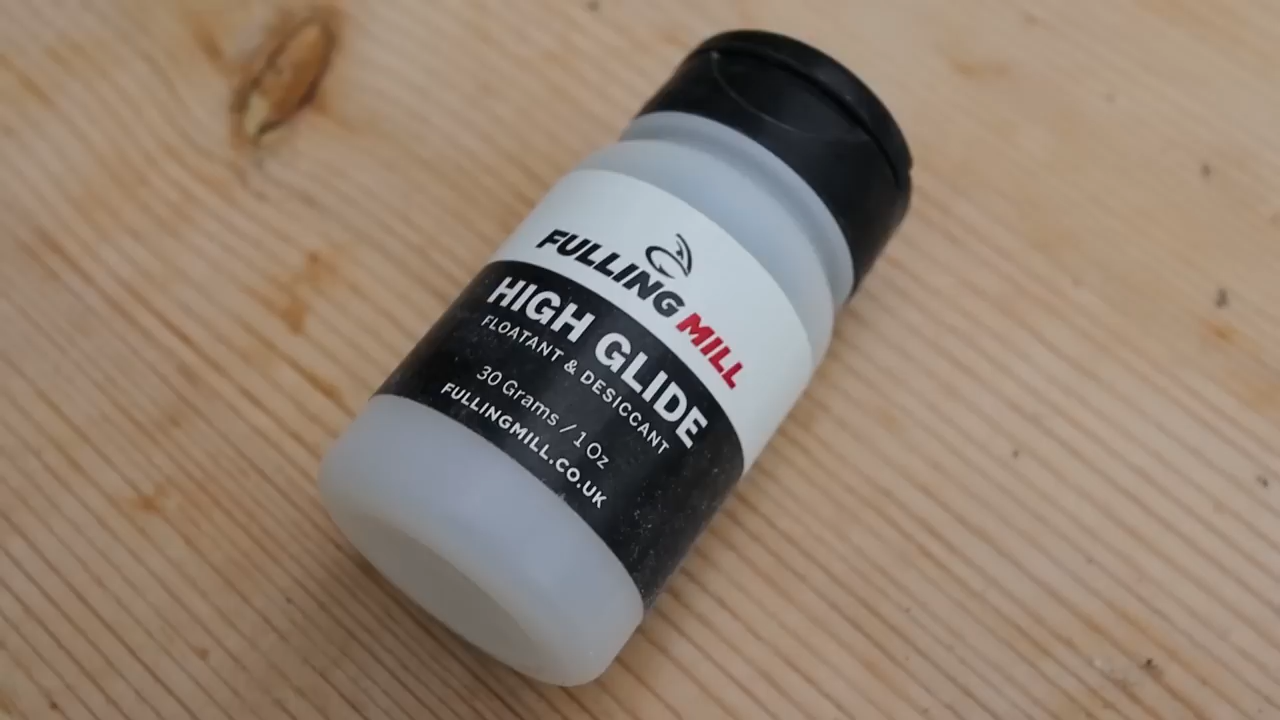 FULLING MILL
HIGH GLIDE
FLOATANT & DESICCANT
30 Grams / 1 Oz
FULLINGMILL.CO.UK